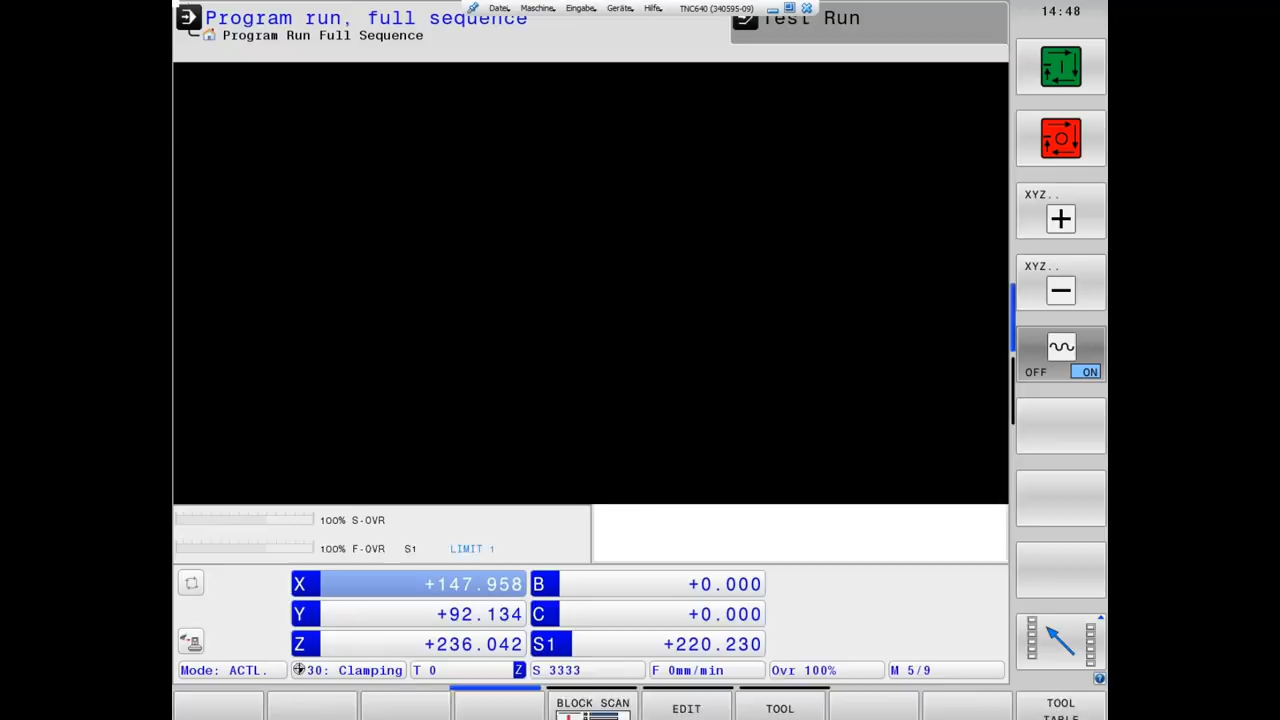 Datei Maschine Eingabe Geräte Hilfe TNC640 (340595-09)
Program run, full sequence
Test Run
14:48
Program Run Full Sequence
XYZ..
+
XYZ..
−
OFF ON
100% S-OVR
100% F-OVR S1 LIMIT 1
X +147.958 B +0.000
Y +92.134 C +0.000
Z +236.042 S1 +220.230
Mode: ACTL. 30: Clamping T 0 Z S 3333 F 0mm/min Ovr 100% M 5/9
BLOCK SCAN
EDIT
TOOL
TOOL
TABLE